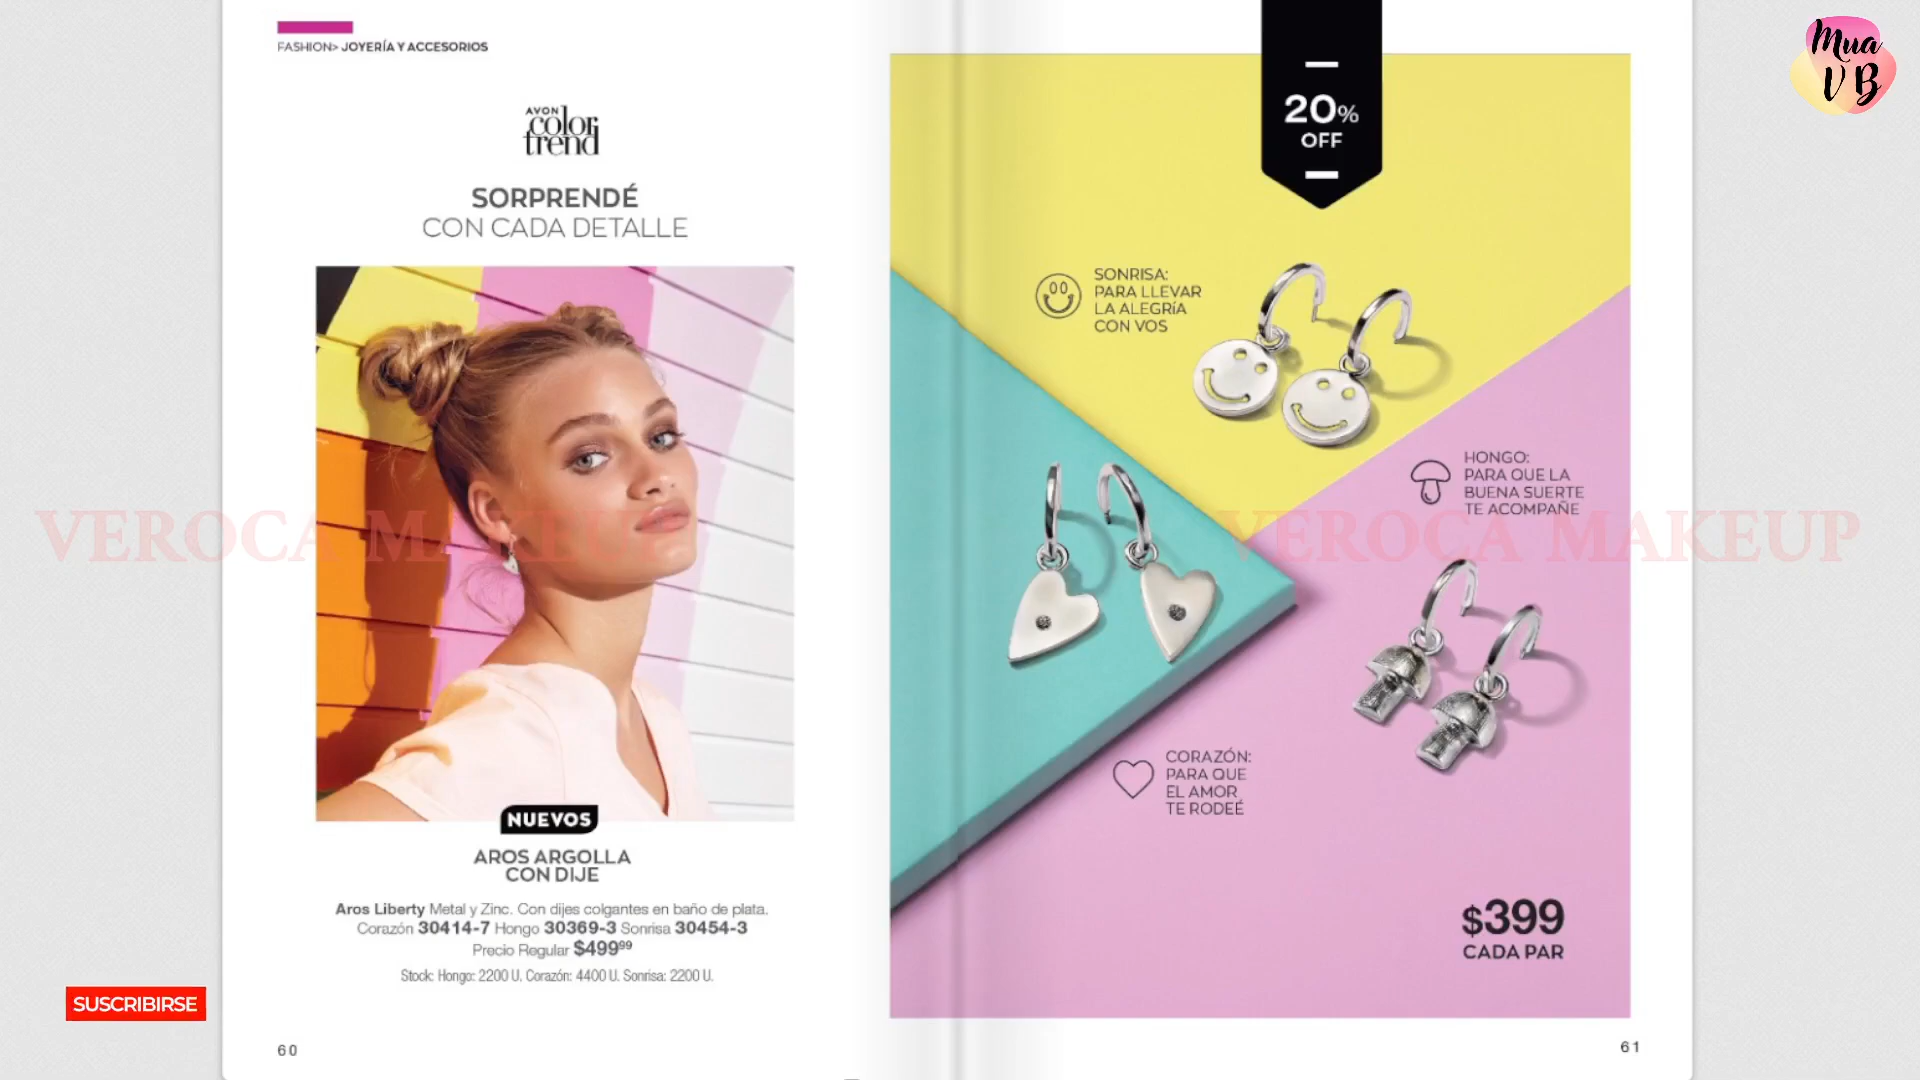 FASHION> JOYERÍA Y ACCESORIOS
AVON
color
trend
SORPRENDÉ
CON CADA DETALLE
NUEVOS
AROS ARGOLLA
CON DIJE
Aros Liberty Metal y Zinc. Con dijes colgantes en baño de plata.
Corazón 30414-7 Hongo 30369-3 Sonrisa 30454-3
Precio Regular $499⁹⁹
Stock: Hongo: 2200 U. Corazón: 4400 U. Sonrisa: 2200 U.
60
20%
OFF
SONRISA:
PARA LLEVAR
LA ALEGRíA
CON VOS
HONGO:
PARA QUE LA
BUENA SUERTE
TE ACOMPAÑE
CORAZÓN:
PARA QUE
EL AMOR
TE RODEÉ
$399
CADA PAR
61
Mua
VB
VEROCA MAKEUP
VEROCA MAKEUP
SUSCRIBIRSE